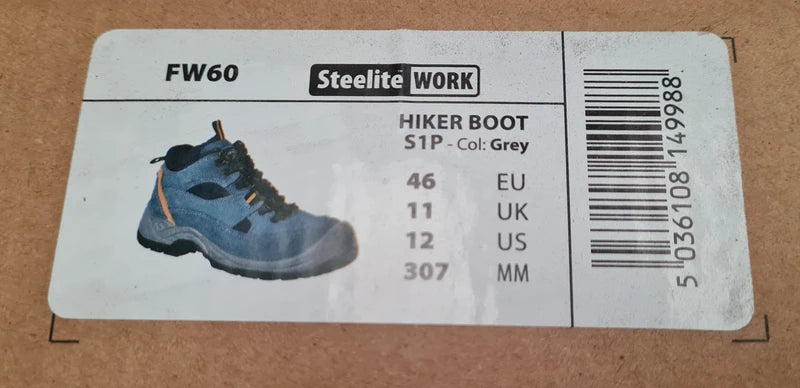 FW60
Steelite WORK
HIKER BOOT
S1P - Col: Grey
46 EU
11 UK
12 US
307 MM
5 036108 149988